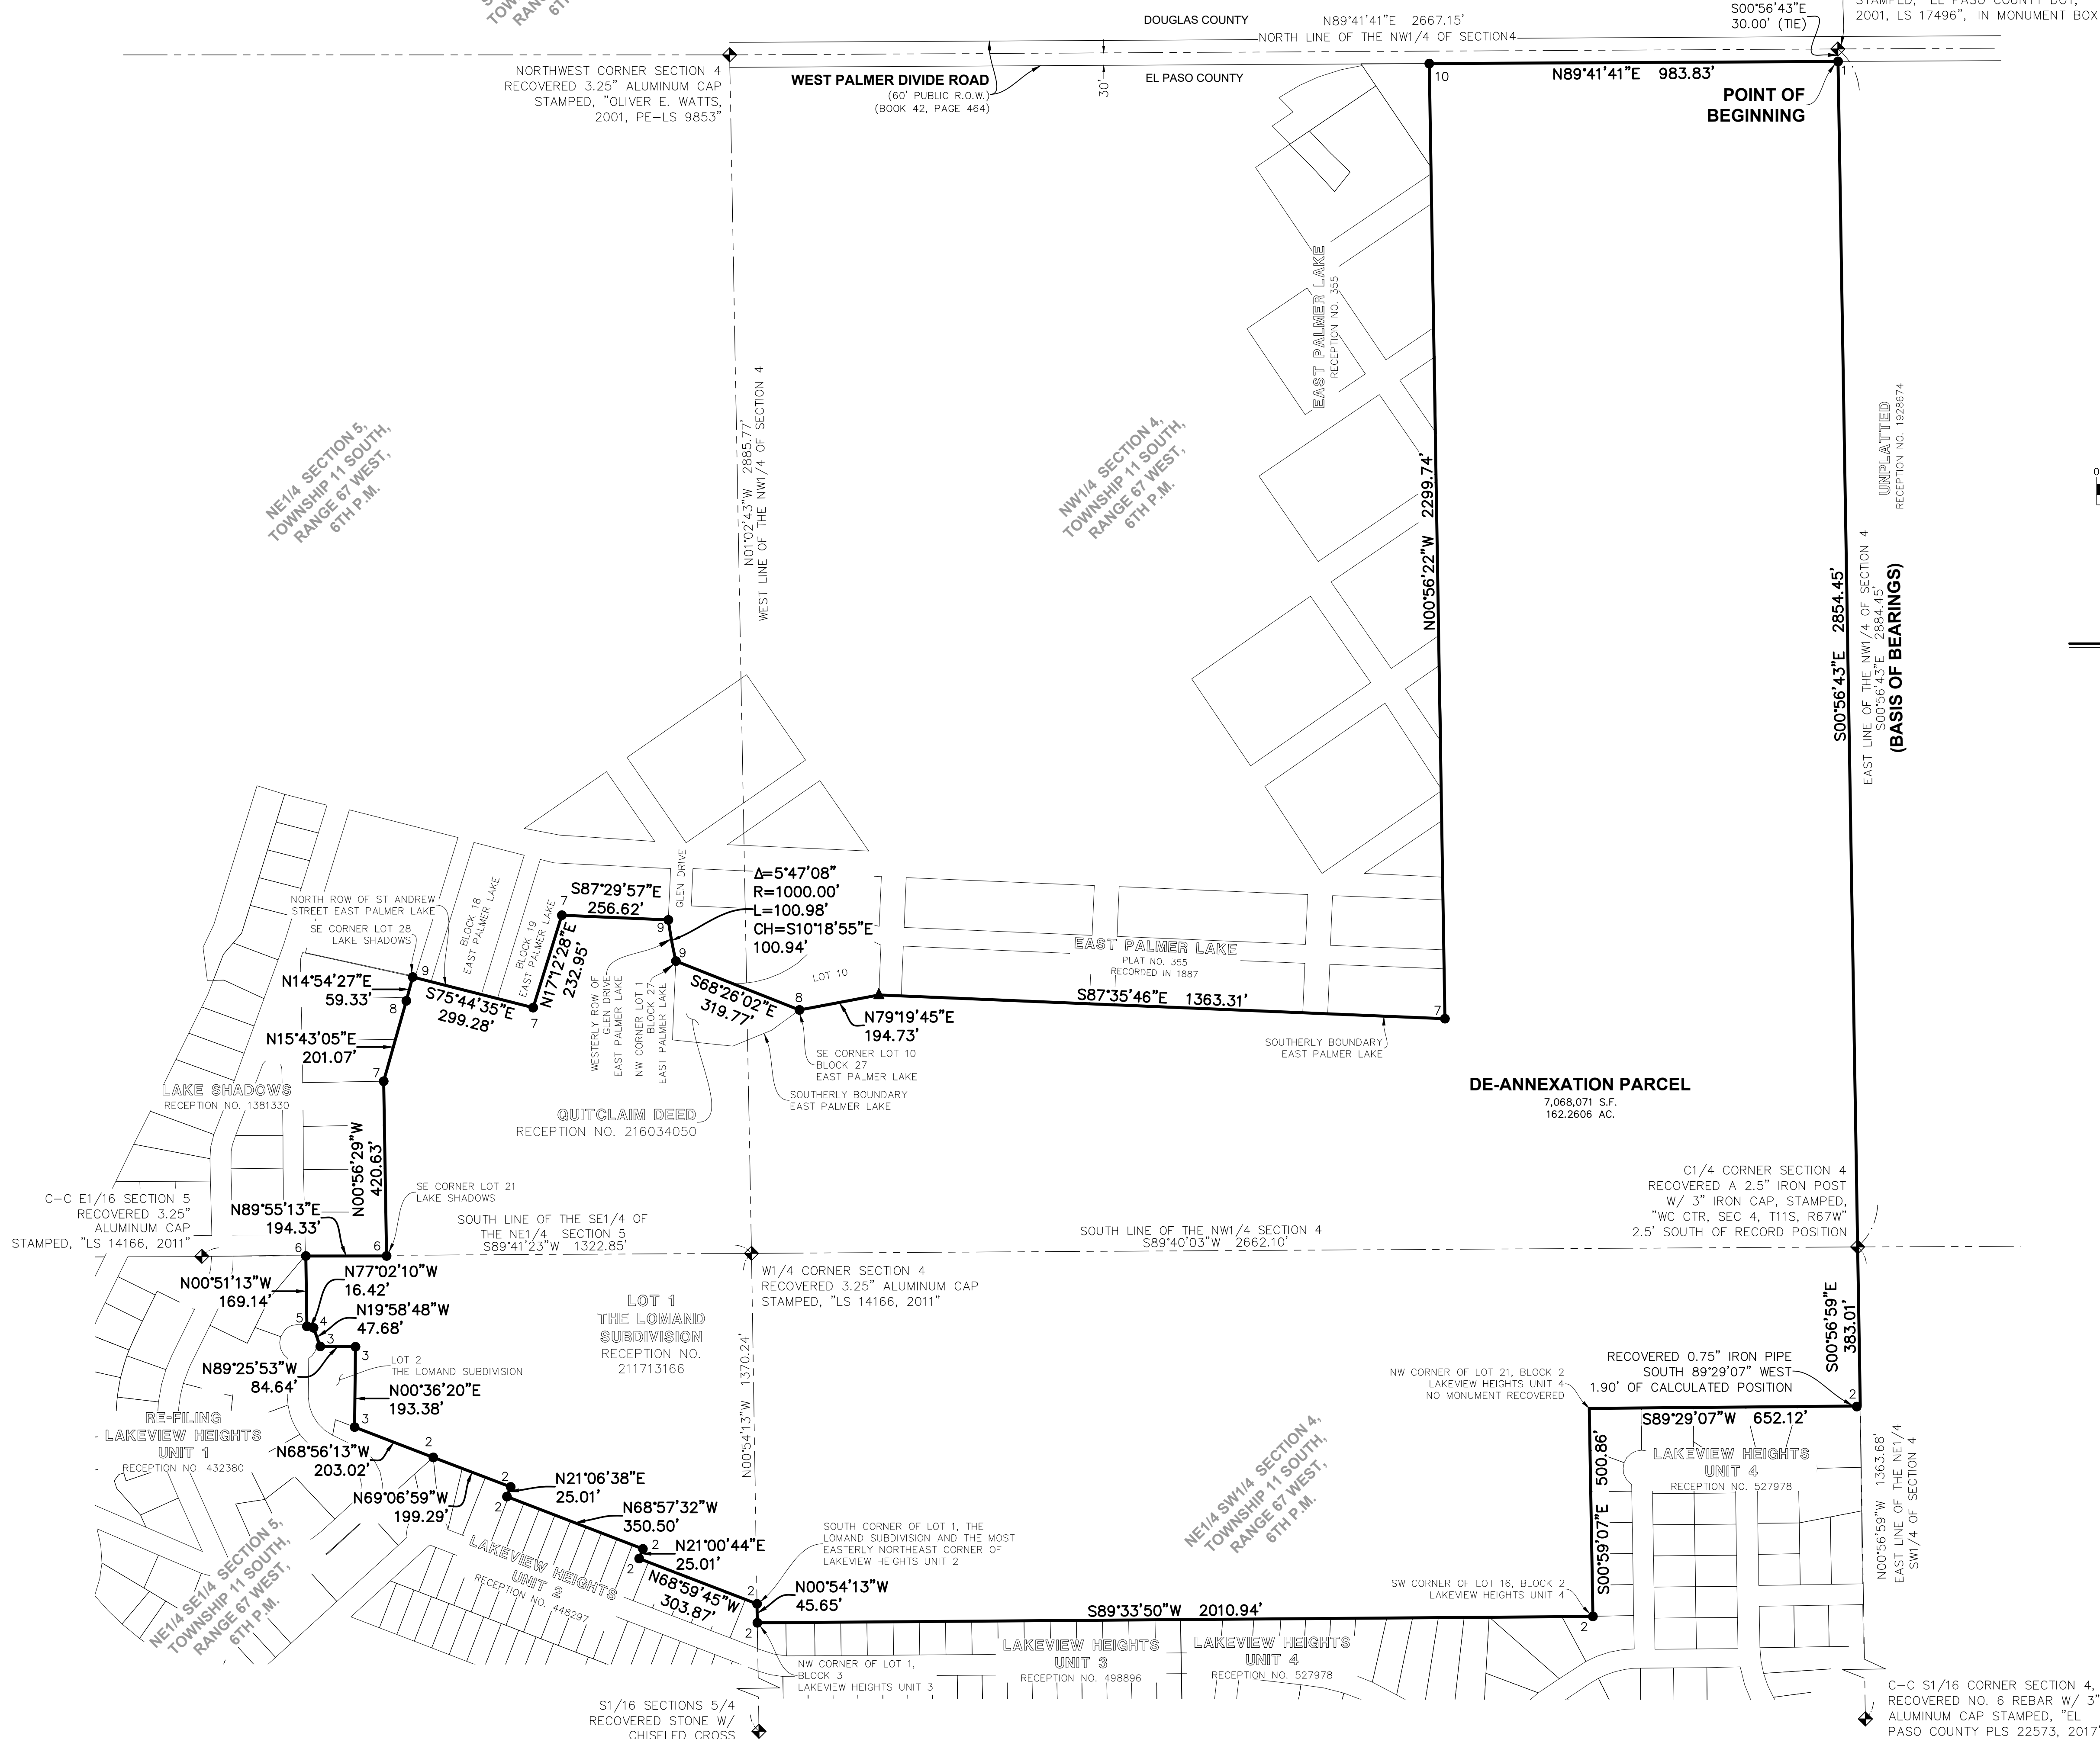 DOUGLAS COUNTY
N89°41'41"E 2667.15'
NORTH LINE OF THE NW1/4 OF SECTION4
S00°56'43"E
30.00' (TIE)
2001, LS 17496", IN MONUMENT BOX
NORTHWEST CORNER SECTION 4
RECOVERED 3.25" ALUMINUM CAP
STAMPED, "OLIVER E. WATTS,
2001, PE-LS 9853"
WEST PALMER DIVIDE ROAD
(60' PUBLIC R.O.W.)
(BOOK 42, PAGE 464)
30'
EL PASO COUNTY
10
N89°41'41"E 983.83'
1
POINT OF
BEGINNING
EAST PALMER LAKE
RECEPTION NO. 355
N01°02'43"W 2885.77'
WEST LINE OF THE NW1/4 OF SECTION 4
NE1/4 SECTION 5,
TOWNSHIP 11 SOUTH,
RANGE 67 WEST,
6TH P.M.
NW1/4 SECTION 4,
TOWNSHIP 11 SOUTH,
RANGE 67 WEST,
6TH P.M.
N00°56'22"W 2299.74'
S00°56'43"E 2854.45'
EAST LINE OF THE NW1/4 OF SECTION 4
S00°56'43"E 2884.45'
(BASIS OF BEARINGS)
UNPLATTED
RECEPTION NO. 1928674
0
NORTH ROW OF ST ANDREW
STREET EAST PALMER LAKE
SE CORNER LOT 28
LAKE SHADOWS
BLOCK 18
EAST PALMER LAKE
BLOCK 19
EAST PALMER LAKE
7
S87°29'57"E
256.62'
GLEN DRIVE
9
Δ=5°47'08"
R=1000.00'
L=100.98'
CH=S10°18'55"E
100.94'
9
N14°54'27"E
59.33'
8
9
S75°44'35"E
299.28'
7
N17°12'28"E
232.95'
WESTERLY ROW OF
GLEN DRIVE
EAST PALMER LAKE
NW CORNER LOT 1
BLOCK 27
EAST PALMER LAKE
S68°26'02"E
319.77'
LOT 10
8
N79°19'45"E
194.73'
EAST PALMER LAKE
PLAT NO. 355
RECORDED IN 1887
S87°35'46"E 1363.31'
7
SOUTHERLY BOUNDARY
EAST PALMER LAKE
SE CORNER LOT 10
BLOCK 27
EAST PALMER LAKE
SOUTHERLY BOUNDARY
EAST PALMER LAKE
N15°43'05"E
201.07'
7
LAKE SHADOWS
RECEPTION NO. 1381330
QUITCLAIM DEED
RECEPTION NO. 216034050
DE-ANNEXATION PARCEL
7,068,071 S.F.
162.2606 AC.
N00°56'29"W
420.63'
SE CORNER LOT 21
LAKE SHADOWS
C-C E1/16 SECTION 5
RECOVERED 3.25"
ALUMINUM CAP
STAMPED, "LS 14166, 2011"
N89°55'13"E
194.33'
6
6
SOUTH LINE OF THE SE1/4 OF
THE NE1/4 SECTION 5
S89°41'23"W 1322.85'
SOUTH LINE OF THE NW1/4 SECTION 4
S89°40'03"W 2662.10'
C1/4 CORNER SECTION 4
RECOVERED A 2.5" IRON POST
W/ 3" IRON CAP, STAMPED,
"WC CTR, SEC 4, T11S, R67W"
2.5' SOUTH OF RECORD POSITION
W1/4 CORNER SECTION 4
RECOVERED 3.25" ALUMINUM CAP
STAMPED, "LS 14166, 2011"
N00°51'13"W
169.14'
N77°02'10"W
16.42'
5
4
N19°58'48"W
47.68'
3
3
N89°25'53"W
84.64'
LOT 2
THE LOMAND SUBDIVISION
N00°36'20"E
193.38'
3
LOT 1
THE LOMAND
SUBDIVISION
RECEPTION NO.
211713166
N00°54'13"W 1370.24'
S00°56'59"E
383.01'
RECOVERED 0.75" IRON PIPE
SOUTH 89°29'07" WEST
1.90' OF CALCULATED POSITION
2
NW CORNER OF LOT 21, BLOCK 2
LAKEVIEW HEIGHTS UNIT 4
NO MONUMENT RECOVERED
S89°29'07"W 652.12'
LAKEVIEW HEIGHTS
UNIT 4
RECEPTION NO. 527978
S00°59'07"E 500.86'
N00°56'59"W 1363.68'
EAST LINE OF THE NE1/4
SW1/4 OF SECTION 4
RE-FILING
LAKEVIEW HEIGHTS
UNIT 1
RECEPTION NO. 432380
N68°56'13"W
203.02'
2
N69°06'59"W
199.29'
2
N21°06'38"E
25.01'
2
N68°57'32"W
350.50'
2
N21°00'44"E
25.01'
2
N68°59'45"W
303.87'
LAKEVIEW HEIGHTS
UNIT 2
RECEPTION NO. 448297
SOUTH CORNER OF LOT 1, THE
LOMAND SUBDIVISION AND THE MOST
EASTERLY NORTHEAST CORNER OF
LAKEVIEW HEIGHTS UNIT 2
2
N00°54'13"W
45.65'
2
NE1/4 SW1/4 SECTION 4,
TOWNSHIP 11 SOUTH,
RANGE 67 WEST,
6TH P.M.
NE1/4 SE1/4 SECTION 5,
TOWNSHIP 11 SOUTH,
RANGE 67 WEST,
6TH P.M.
SW CORNER OF LOT 16, BLOCK 2
LAKEVIEW HEIGHTS UNIT 4
S89°33'50"W 2010.94'
2
LAKEVIEW HEIGHTS
UNIT 3
RECEPTION NO. 498896
LAKEVIEW HEIGHTS
UNIT 4
RECEPTION NO. 527978
NW CORNER OF LOT 1,
BLOCK 3
LAKEVIEW HEIGHTS UNIT 3
S1/16 SECTIONS 5/4
RECOVERED STONE W/
CHISELED CROSS
C-C S1/16 CORNER SECTION 4,
RECOVERED NO. 6 REBAR W/ 3"
ALUMINUM CAP STAMPED, "EL
PASO COUNTY PLS 22573, 2017"